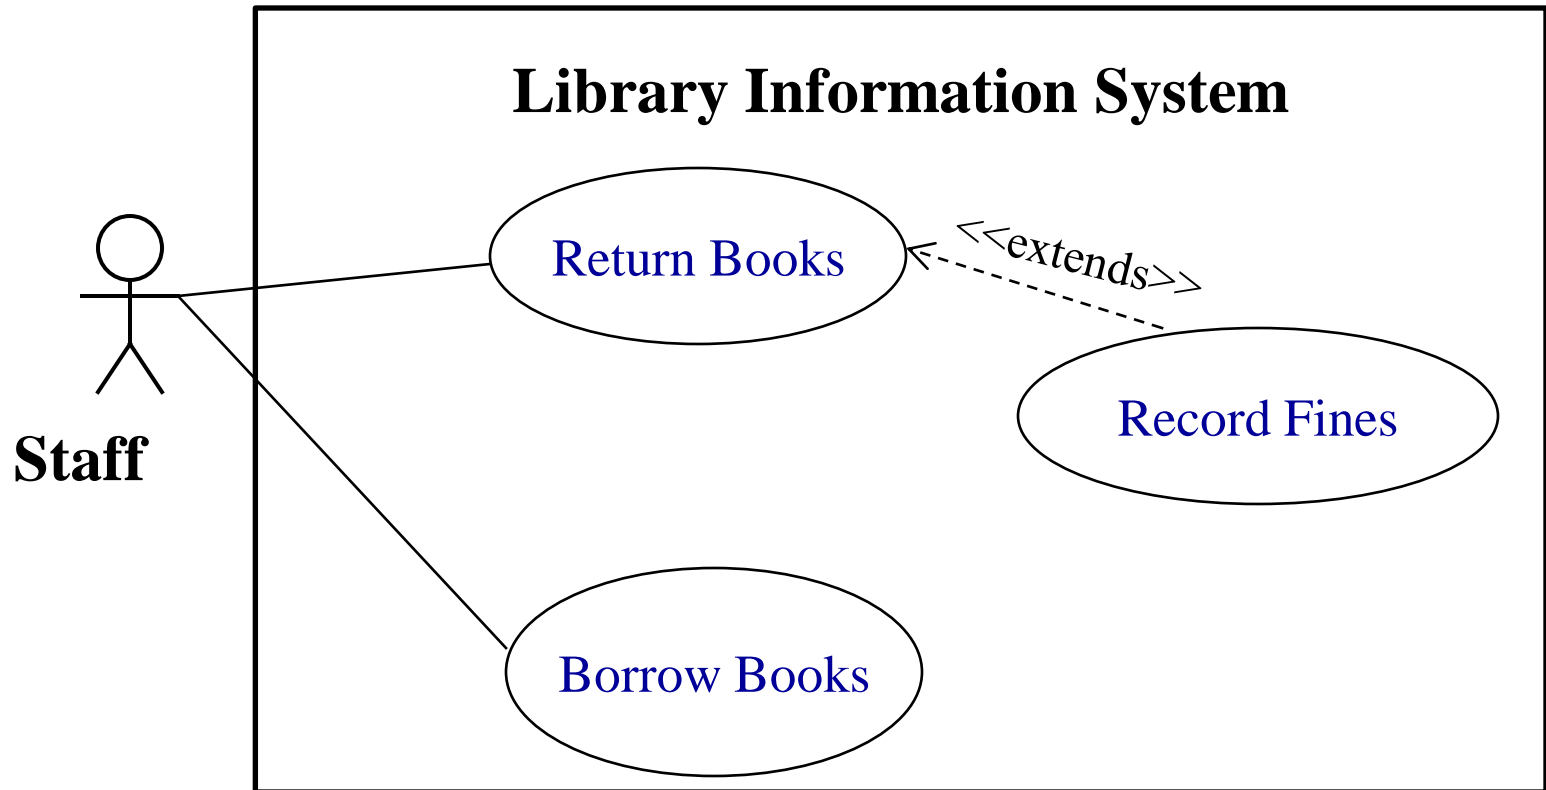 Library Information System
Return Books
<<extends>>
Record Fines
Staff
Borrow Books